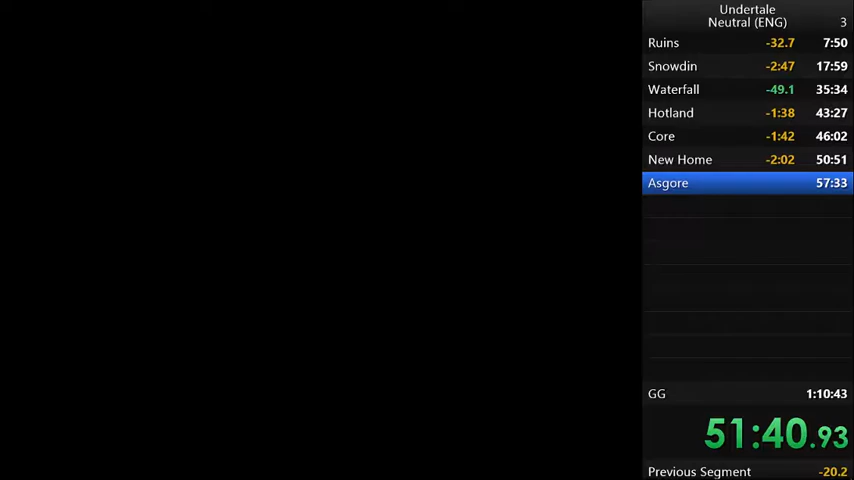 Undertale
Neutral (ENG) 3
Ruins -32.7 7:50
Snowdin -2:47 17:59
Waterfall -49.1 35:34
Hotland -1:38 43:27
Core -1:42 46:02
New Home -2:02 50:51
Asgore 57:33
GG 1:10:43
51:40.93
Previous Segment -20.2